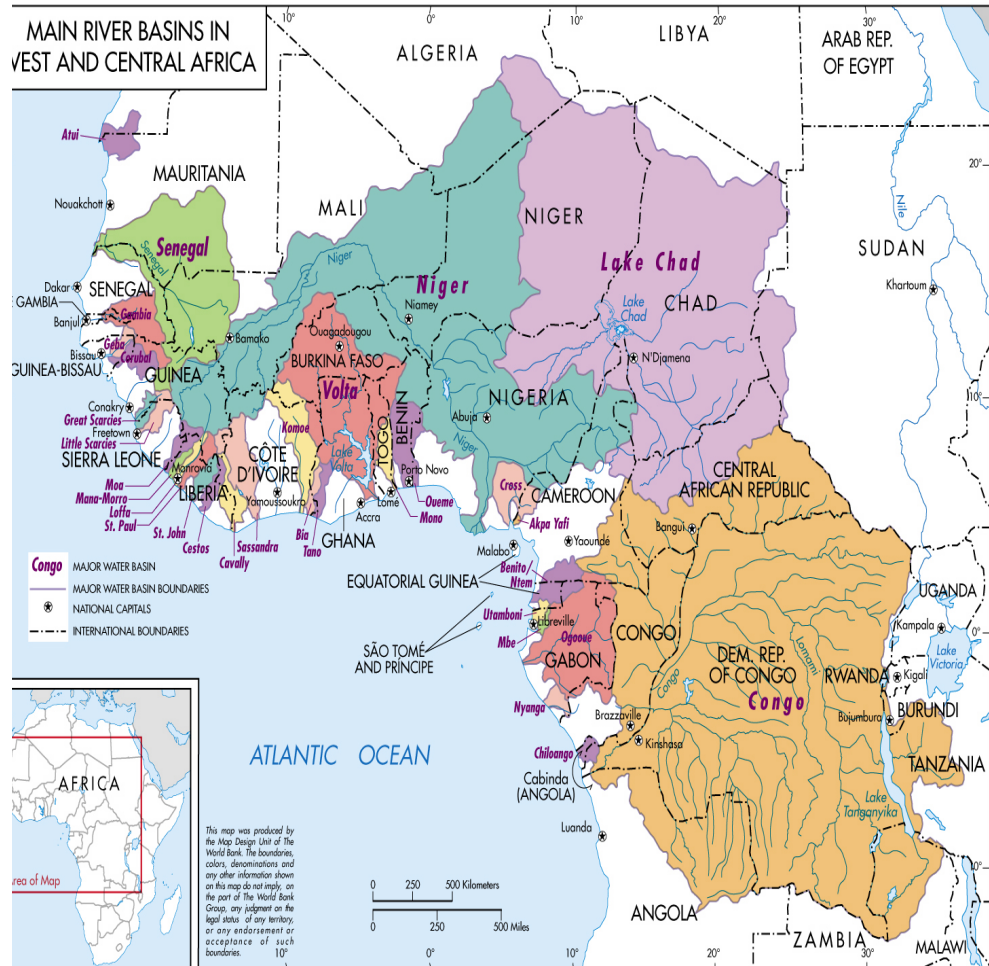 MAIN RIVER BASINS IN
VEST AND CENTRAL AFRICA
10°
0°
10°
20°
30°
ALGERIA
LIBYA
ARAB REP.
OF EGYPT
Atui
MAURITANIA
20°
Nouakchott
MALI
NIGER
Nile
SUDAN
Senegal
Senegal
Niger
Lake Chad
Khartoum
Dakar
SENEGAL
Niger
CHAD
GAMBIA
Gambia
Niamey
Lake
Chad
Banjul
Ouagadougou
Bamako
Geba
Bissau
Corubal
BURKINA FASO
N'Djamena
GUINEA-BISSAU
GUINEA
Volta
NIGERIA
10°
Conakry
Great Scarcies
Komoe
BENIN
Abuja
Freetown
Little Scarcies
TOGO
Niger
SIERRA LEONE
CÔTE
D'IVOIRE
Lake
Volta
Porto Novo
CENTRAL
AFRICAN REPUBLIC
Monrovia
Moa
Cross
CAMEROON
Mana-Morro
LIBERIA
Yamoussoukro
Lomé
Oueme
Loffa
Accra
Mono
St. Paul
Akpa Yafi
Bangui
St. John
Bia
GHANA
Cestos
Sassandra
Tano
Malabo
Yaoundé
Cavally
Congo
MAJOR WATER BASIN
MAJOR WATER BASIN BOUNDARIES
NATIONAL CAPITALS
INTERNATIONAL BOUNDARIES
Benito/
Ntem
EQUATORIAL GUINEA
UGANDA
Utamboni
Libreville
Kampala
0°
Mbe
Ogooue
CONGO
Lomami
Lake
Victoria
SÃO TOMÉ
AND PRÍNCIPE
GABON
DEM. REP.
OF CONGO
RWANDA
Kigali
Congo
Congo
Nyanga
Brazzaville
Bujumbura
BURUNDI
Kinshasa
ATLANTIC OCEAN
Chiloango
TANZANIA
Cabinda
(ANGOLA)
Lake
Tanganyika
Luanda
AFRICA
rea of Map
This map was produced by
the Map Design Unit of The
World Bank. The boundaries,
colors, denominations and
any other information shown
on this map do not imply, on
the part of The World Bank
Group, any judgment on the
legal status of any territory,
or any endorsement or
acceptance of such
boundaries.
0 250 500 Kilometers
0 250 500 Miles
10°
ANGOLA
ZAMBIA
MALAWI
10°
0°
10°
20°
30°